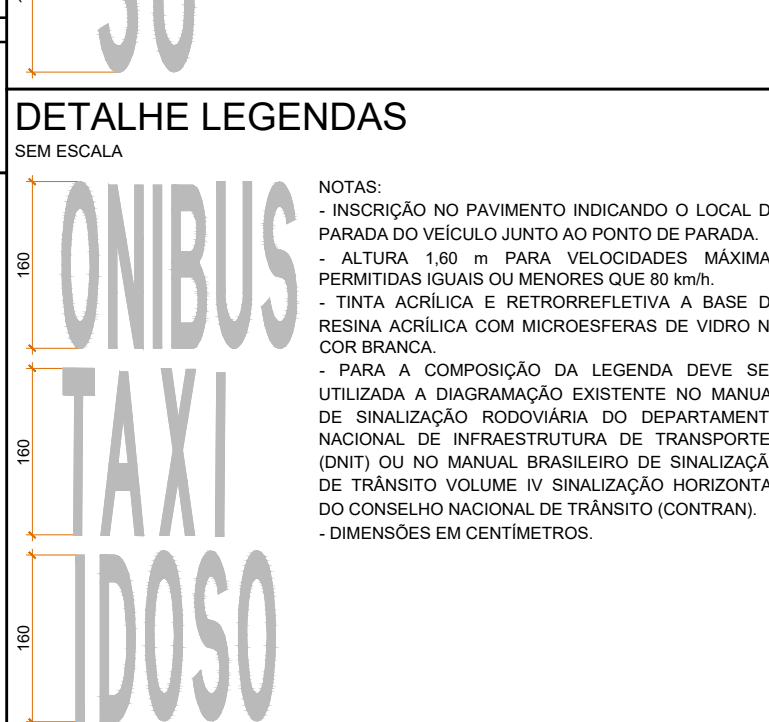 30
DETALHE LEGENDAS
SEM ESCALA
160
ONIBUS
160
TAXI
160
IDOSO
NOTAS:
- INSCRIÇÃO NO PAVIMENTO INDICANDO O LOCAL D
PARADA DO VEÍCULO JUNTO AO PONTO DE PARADA.
- ALTURA 1,60 m PARA VELOCIDADES MÁXIMA
PERMITIDAS IGUAIS OU MENORES QUE 80 km/h.
- TINTA ACRÍLICA E RETRORREFLETIVA A BASE D
RESINA ACRÍLICA COM MICROESFERAS DE VIDRO N
COR BRANCA.
- PARA A COMPOSIÇÃO DA LEGENDA DEVE SE
UTILIZADA A DIAGRAMAÇÃO EXISTENTE NO MANUA
DE SINALIZAÇÃO RODOVIÁRIA DO DEPARTAMENT
NACIONAL DE INFRAESTRUTURA DE TRANSPORTE
(DNIT) OU NO MANUAL BRASILEIRO DE SINALIZAÇÃ
DE TRÂNSITO VOLUME IV SINALIZAÇÃO HORIZONTA
DO CONSELHO NACIONAL DE TRÂNSITO (CONTRAN).
- DIMENSÕES EM CENTÍMETROS.